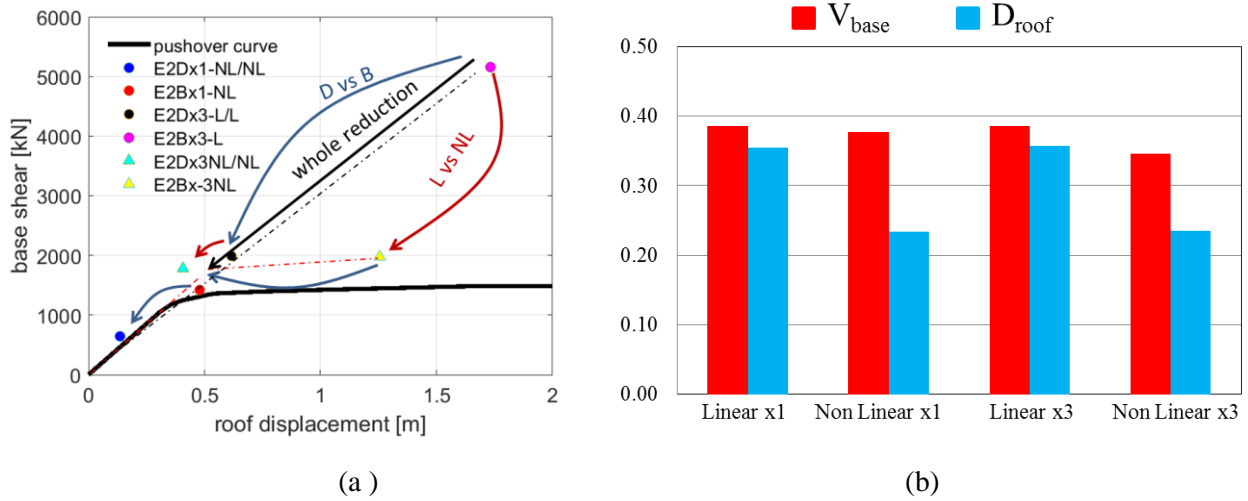 6000
5000
4000
3000
2000
1000
0
base shear [kN]
pushover curve
E2Dx1-NL/NL
E2Bx1-NL
E2Dx3-L/L
E2Bx3-L
E2Dx3NL/NL
E2Bx-3NL
D vs B
whole reduction
L vs NL
0 0.5 1 1.5 2
roof displacement [m]
(a )
Vbase Droof
0.50
0.40
0.30
0.20
0.10
0.00
Linear x1 Non Linear x1 Linear x3 Non Linear x3
(b)